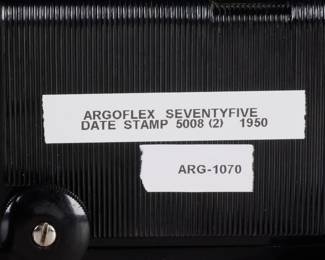 ARGOFLEX SEVENTYFIVE
DATE STAMP 5008 (2) 1950
ARG-1070